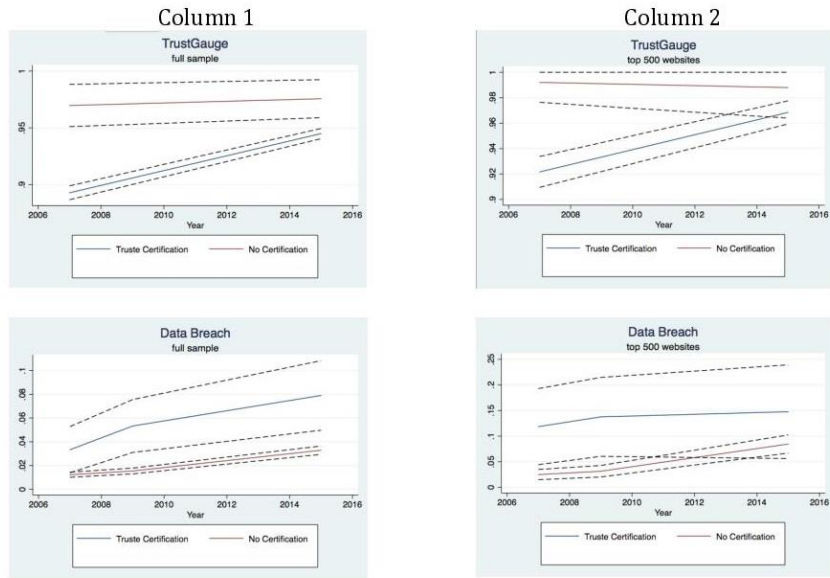 Column 1
Column 2
TrustGauge
full sample
1
.95
.9
2006 2008 2010 2012 2014 2016
Year
Truste Certification No Certification
TrustGauge
top 500 websites
1
.98
.96
.94
.92
.9
2006 2008 2010 2012 2014 2016
Year
Truste Certification No Certification
Data Breach
full sample
.1
.08
.06
.04
.02
0
2006 2008 2010 2012 2014 2016
Year
Truste Certification No Certification
Data Breach
top 500 websites
.25
.2
.15
.1
.05
0
2006 2008 2010 2012 2014 2016
Year
Truste Certification No Certification